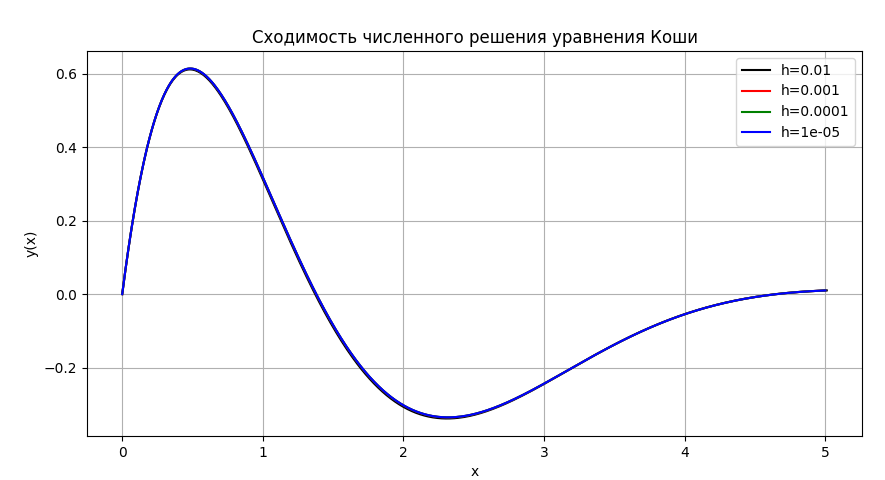 Сходимость численного решения уравнения Коши
h=0.01
h=0.001
h=0.0001
h=1e-05
y(x)
0.6
0.4
0.2
0.0
−0.2
0 1 2 3 4 5
x